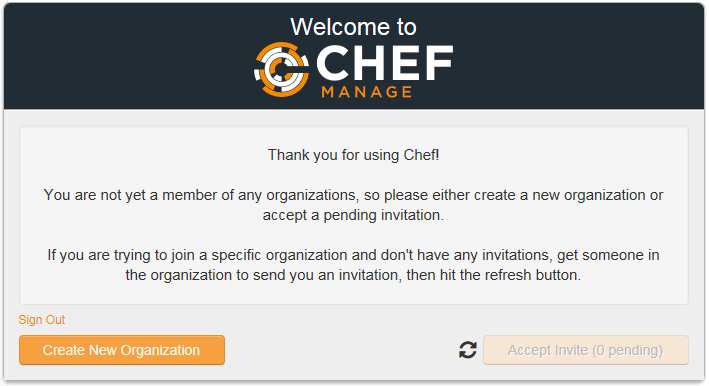 Welcome to
CHEF
MANAGE
Thank you for using Chef!
You are not yet a member of any organizations, so please either create a new organization or
accept a pending invitation.
If you are trying to join a specific organization and don't have any invitations, get someone in
the organization to send you an invitation, then hit the refresh button.
Sign Out
Create New Organization
Accept Invite (0 pending)